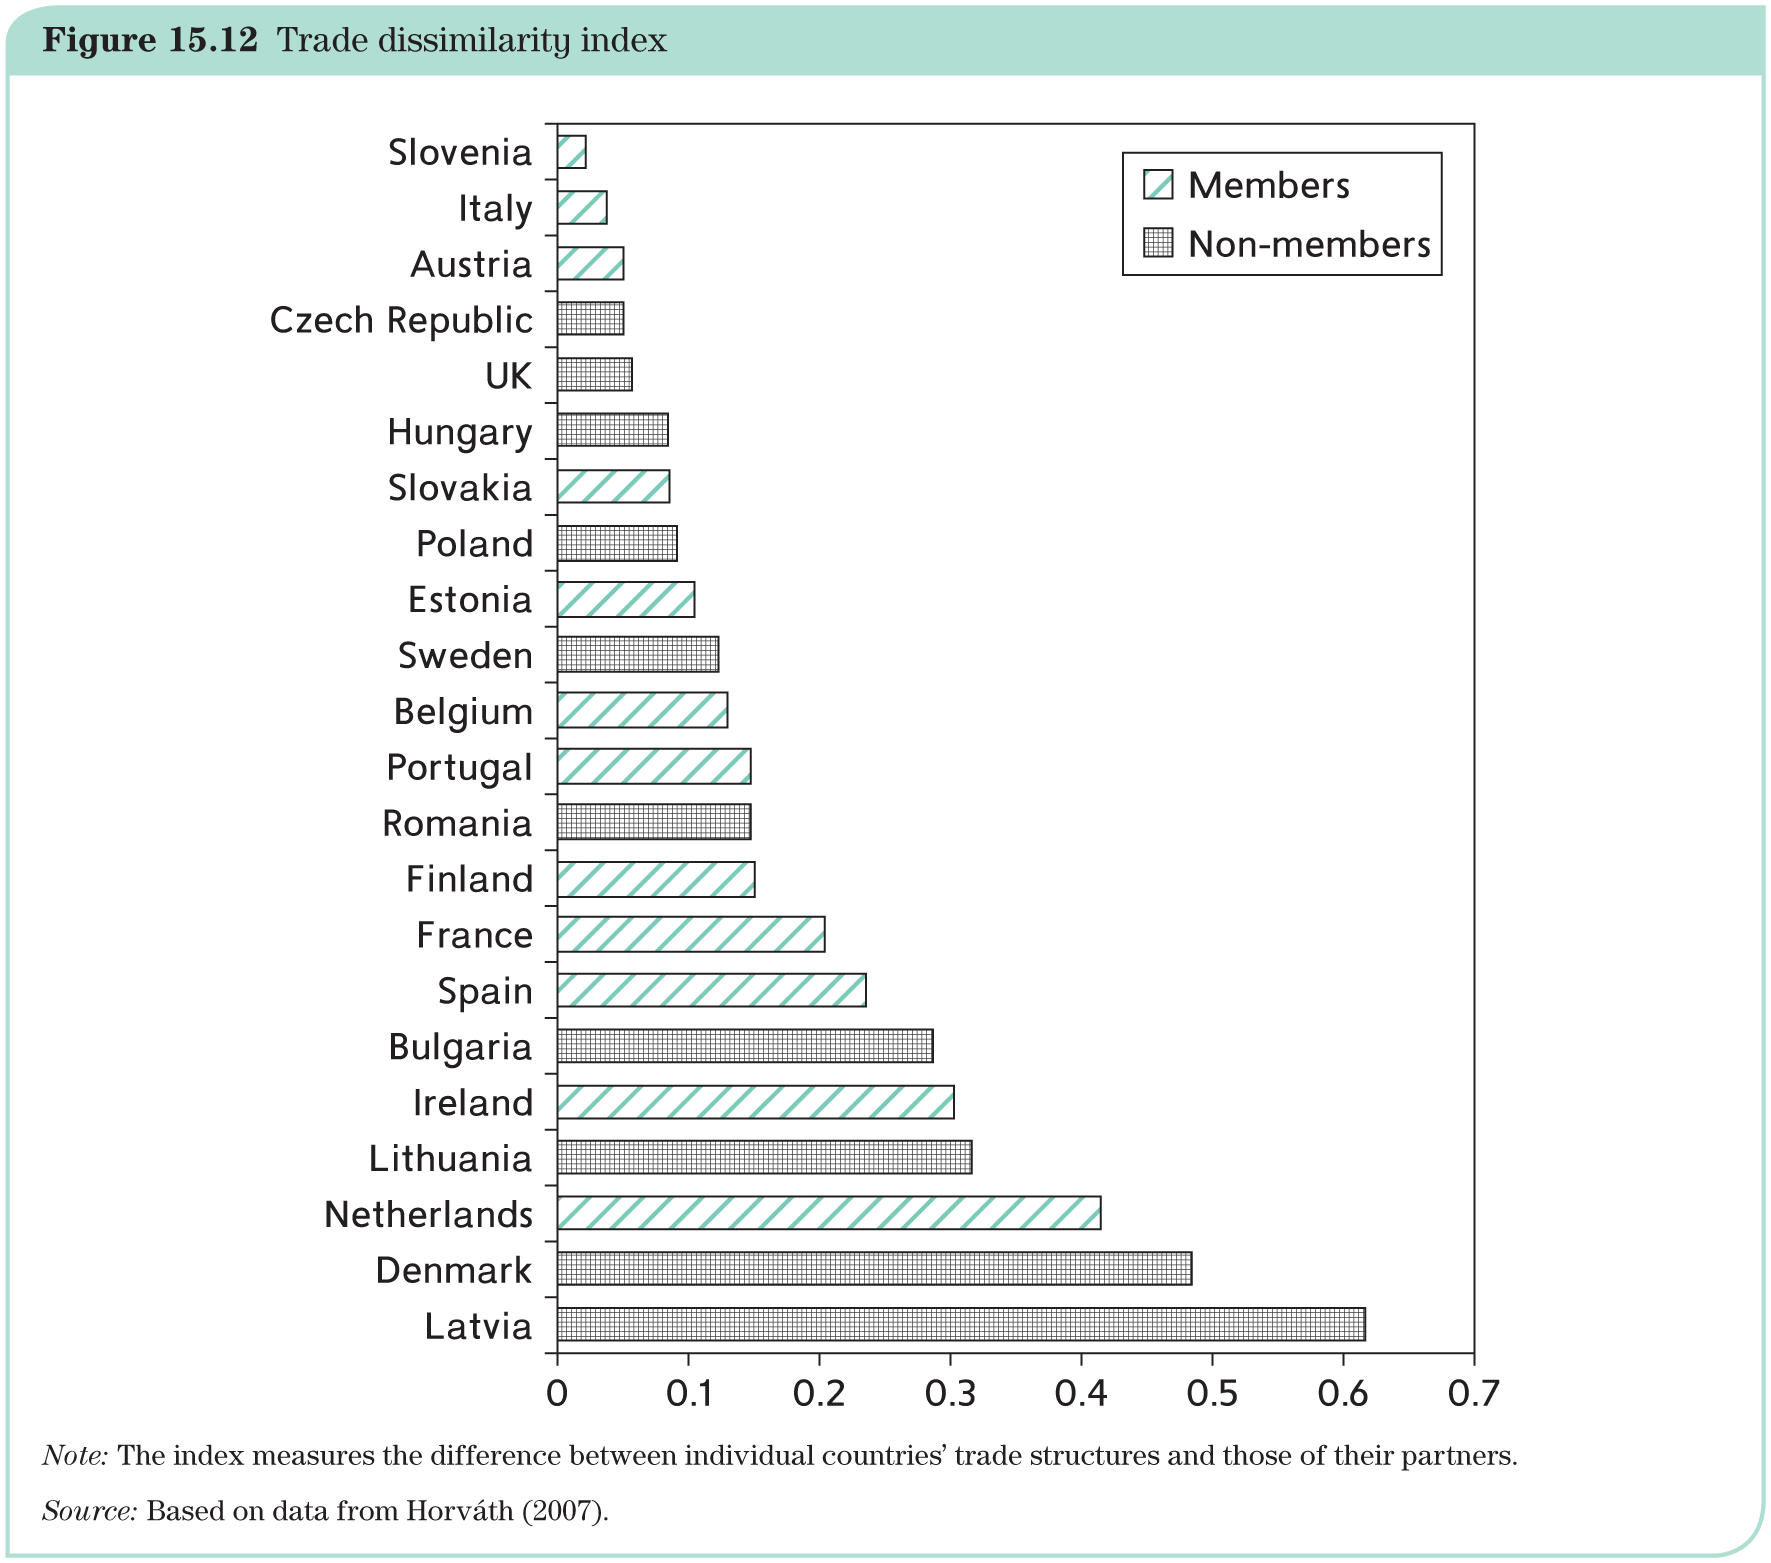 Figure 15.12 Trade dissimilarity index
Members
Non-members
Slovenia
Italy
Austria
Czech Republic
UK
Hungary
Slovakia
Poland
Estonia
Sweden
Belgium
Portugal
Romania
Finland
France
Spain
Bulgaria
Ireland
Lithuania
Netherlands
Denmark
Latvia
0 0.1 0.2 0.3 0.4 0.5 0.6 0.7
Note: The index measures the difference between individual countries’ trade structures and those of their partners.
Source: Based on data from Horváth (2007).